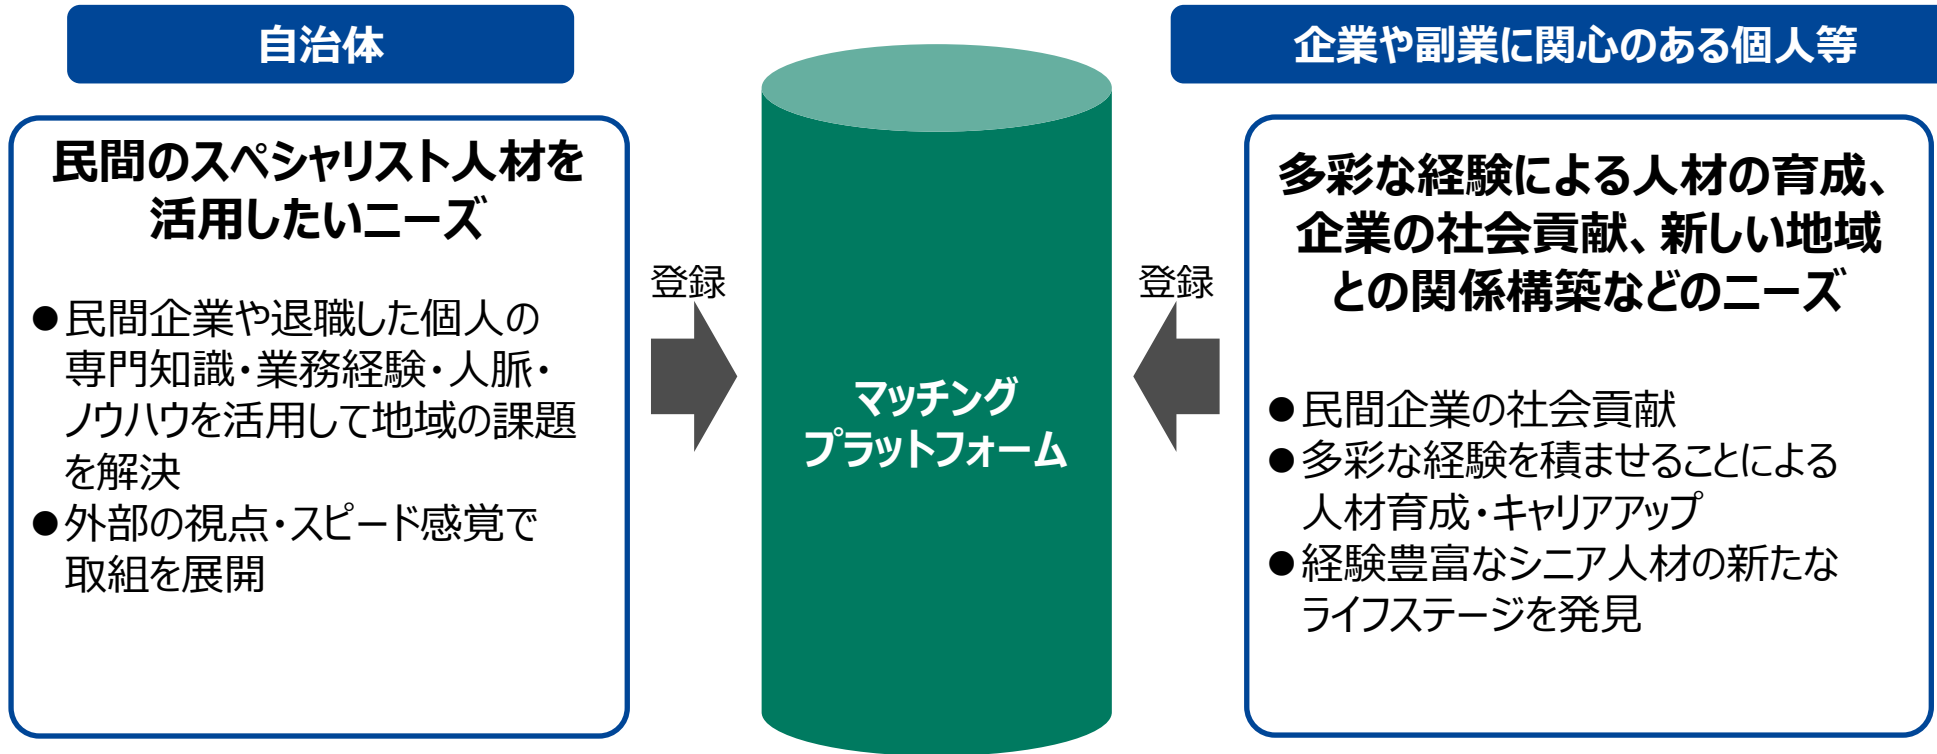 自治体
民間のスペシャリスト人材を
活用したいニーズ
●民間企業や退職した個人の
専門知識・業務経験・人脈・
ノウハウを活用して地域の課題
を解決
●外部の視点・スピード感覚で
取組を展開
登録
マッチング
プラットフォーム
登録
企業や副業に関心のある個人等
多彩な経験による人材の育成、
企業の社会貢献、新しい地域
との関係構築などのニーズ
●民間企業の社会貢献
●多彩な経験を積ませることによる
人材育成・キャリアアップ
●経験豊富なシニア人材の新たな
ライフステージを発見